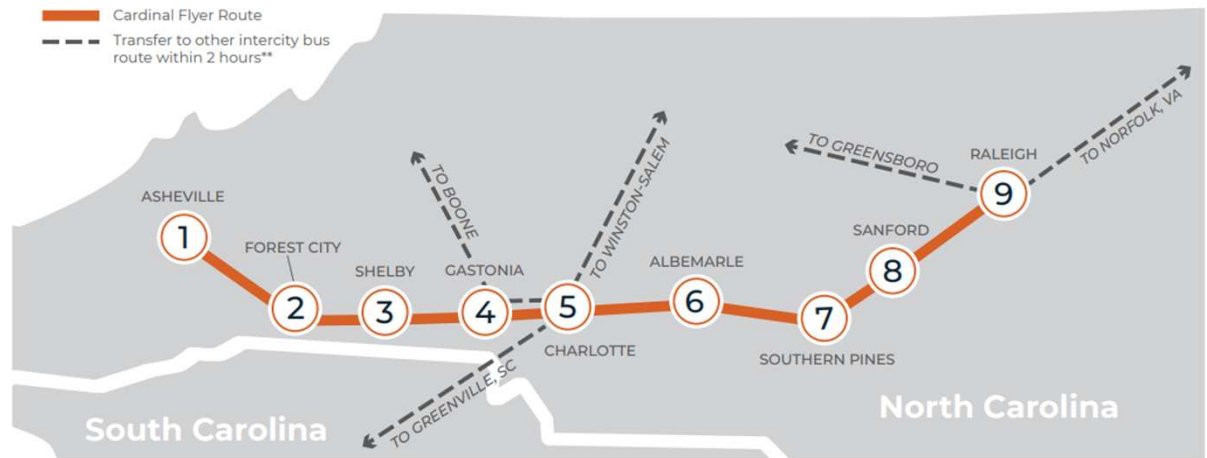 Cardinal Flyer Route
Transfer to other intercity bus
route within 2 hours**
TO NORFOLK, VA
TO GREENSBORO
RALEIGH
TO WINSTON-SALEM
TO BOONE
ASHEVILLE
9
1
FOREST CITY
SANFORD
SHELBY
GASTONIA
ALBEMARLE
8
2
3
4
5
6
7
CHARLOTTE
SOUTHERN PINES
TO GREENVILLE, SC
South Carolina
North Carolina